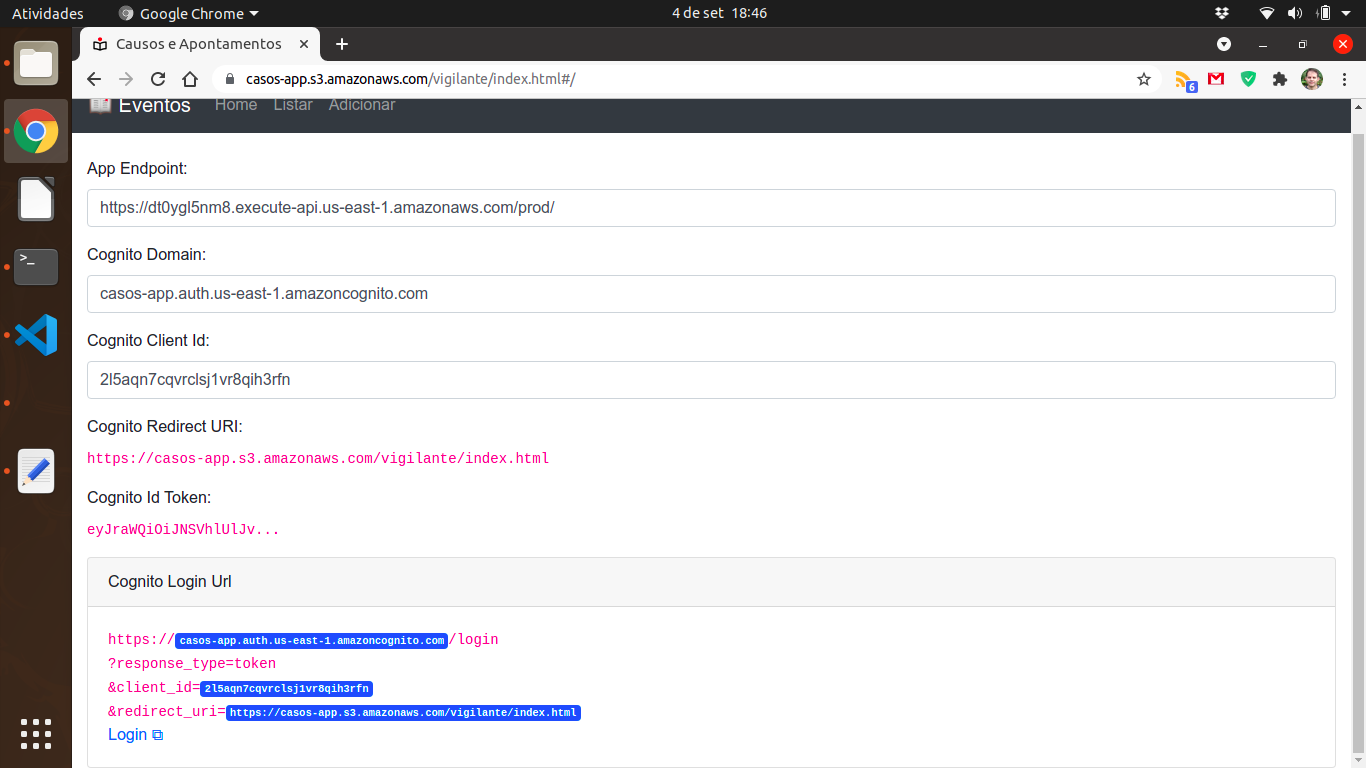 Atividades
Google Chrome
4 de set 18:46
Causos e Apontamentos
casos-app.s3.amazonaws.com/vigilante/index.html#/
6
Eventos Home Listar Adicionar
App Endpoint:
https://dt0ygl5nm8.execute-api.us-east-1.amazonaws.com/prod/
Cognito Domain:
casos-app.auth.us-east-1.amazoncognito.com
Cognito Client Id:
2l5aqn7cqvrclsj1vr8qih3rfn
Cognito Redirect URI:
https://casos-app.s3.amazonaws.com/vigilante/index.html
Cognito Id Token:
eyJraWQiOiJNSVhlUlJv...
Cognito Login Url
https://casos-app.auth.us-east-1.amazoncognito.com/login
?response_type=token
&client_id=2l5aqn7cqvrclsj1vr8qih3rfn
&redirect_uri=https://casos-app.s3.amazonaws.com/vigilante/index.html
Login